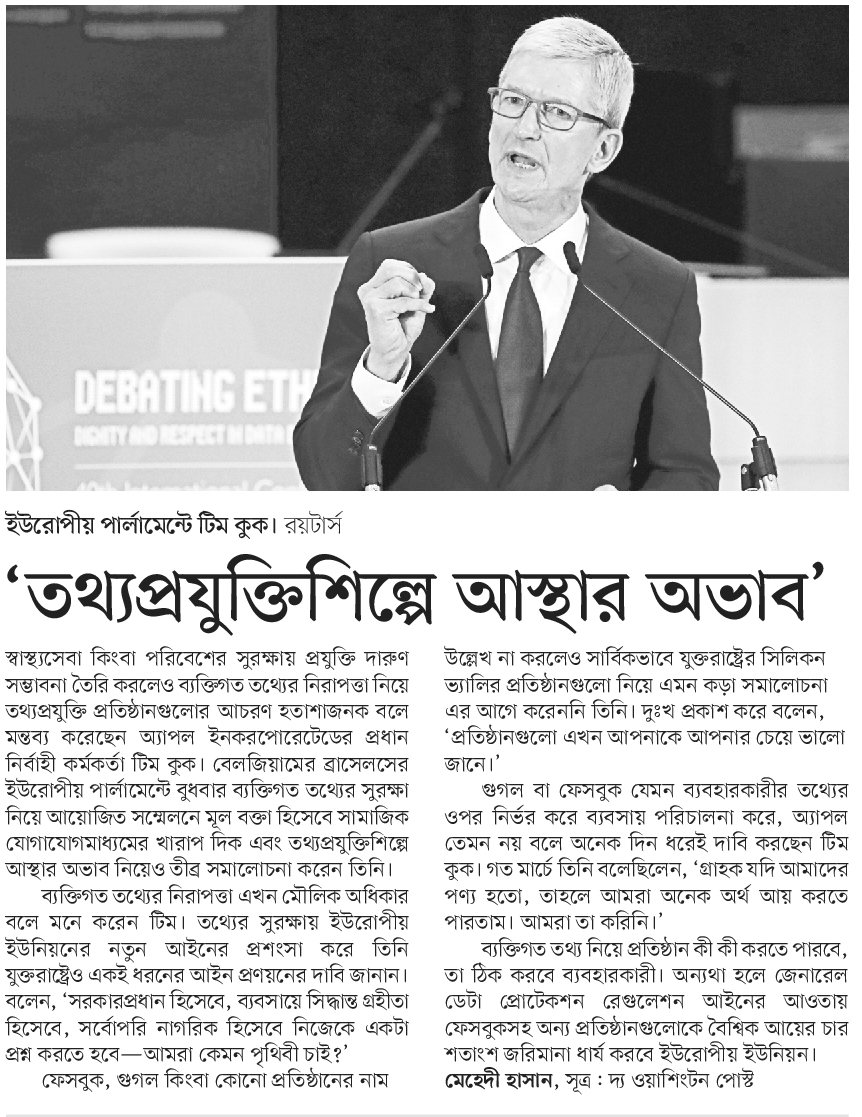 DEBATING ETH
DIGNITY AND RESPECT IN DATA
40th International Con
ইউরোপীয় পার্লামেন্টে টিম কুক। রয়টার্স
‘তথ্যপ্রযুক্তিশিল্পে আস্থার অভাব’
স্বাস্থ্যসেবা কিংবা পরিবেশের সুরক্ষায় প্রযুক্তি দারুণ
সম্ভাবনা তৈরি করলেও ব্যক্তিগত তথ্যের নিরাপত্তা নিয়ে
তথ্যপ্রযুক্তি প্রতিষ্ঠানগুলোর আচরণ হতাশাজনক বলে
মন্তব্য করেছেন অ্যাপল ইনকরপোরেটেডের প্রধান
নির্বাহী কর্মকর্তা টিম কুক। বেলজিয়ামের ব্রাসেলসের
ইউরোপীয় পার্লামেন্টে বুধবার ব্যক্তিগত তথ্যের সুরক্ষা
নিয়ে আয়োজিত সম্মেলনে মূল বক্তা হিসেবে সামাজিক
যোগাযোগমাধ্যমের খারাপ দিক এবং তথ্যপ্রযুক্তিশিল্পে
আস্থার অভাব নিয়েও তীব্র সমালোচনা করেন তিনি।
ব্যক্তিগত তথ্যের নিরাপত্তা এখন মৌলিক অধিকার
বলে মনে করেন টিম। তথ্যের সুরক্ষায় ইউরোপীয়
ইউনিয়নের নতুন আইনের প্রশংসা করে তিনি
যুক্তরাষ্ট্রেও একই ধরনের আইন প্রণয়নের দাবি জানান।
বলেন, ‘সরকারপ্রধান হিসেবে, ব্যবসায়ে সিদ্ধান্ত গ্রহীতা
হিসেবে, সর্বোপরি নাগরিক হিসেবে নিজেকে একটা
প্রশ্ন করতে হবে—আমরা কেমন পৃথিবী চাই?’
ফেসবুক, গুগল কিংবা কোনো প্রতিষ্ঠানের নাম
উল্লেখ না করলেও সার্বিকভাবে যুক্তরাষ্ট্রের সিলিকন
ভ্যালির প্রতিষ্ঠানগুলো নিয়ে এমন কড়া সমালোচনা
এর আগে করেননি তিনি। দুঃখ প্রকাশ করে বলেন,
‘প্রতিষ্ঠানগুলো এখন আপনাকে আপনার চেয়ে ভালো
জানে।’
গুগল বা ফেসবুক যেমন ব্যবহারকারীর তথ্যের
ওপর নির্ভর করে ব্যবসায় পরিচালনা করে, অ্যাপল
তেমন নয় বলে অনেক দিন ধরেই দাবি করছেন টিম
কুক। গত মার্চে তিনি বলেছিলেন, ‘গ্রাহক যদি আমাদের
পণ্য হতো, তাহলে আমরা অনেক অর্থ আয় করতে
পারতাম। আমরা তা করিনি।’
ব্যক্তিগত তথ্য নিয়ে প্রতিষ্ঠান কী কী করতে পারবে,
তা ঠিক করবে ব্যবহারকারী। অন্যথা হলে জেনারেল
ডেটা প্রোটেকশন রেগুলেশন আইনের আওতায়
ফেসবুকসহ অন্য প্রতিষ্ঠানগুলোকে বৈশ্বিক আয়ের চার
শতাংশ জরিমানা ধার্য করবে ইউরোপীয় ইউনিয়ন।
মেহেদী হাসান, সূত্র : দ্য ওয়াশিংটন পোস্ট